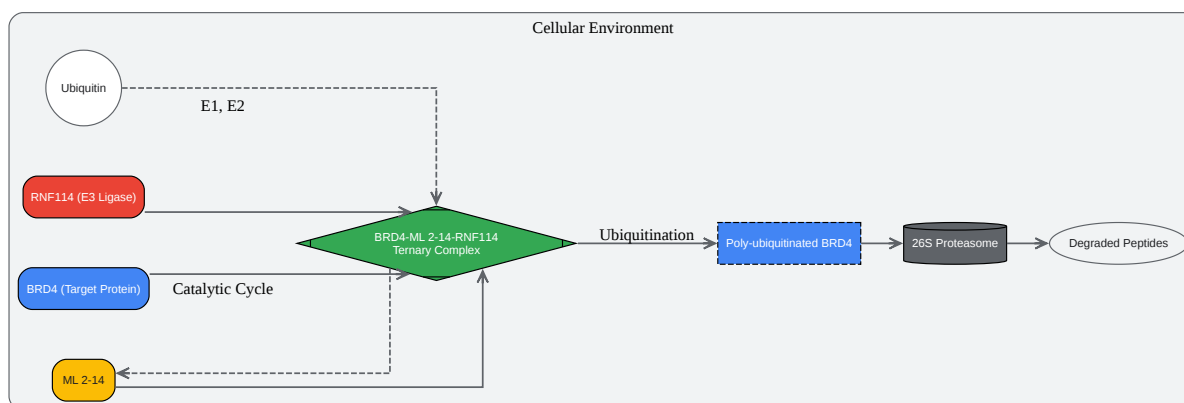 Cellular Environment
Ubiquitin
E1, E2
RNF114 (E3 Ligase)
BRD4-ML 2-14-RNF114
Ternary Complex
Ubiquitination
Poly-ubiquitinated BRD4
26S Proteasome
Degraded Peptides
BRD4 (Target Protein)
Catalytic Cycle
ML 2-14